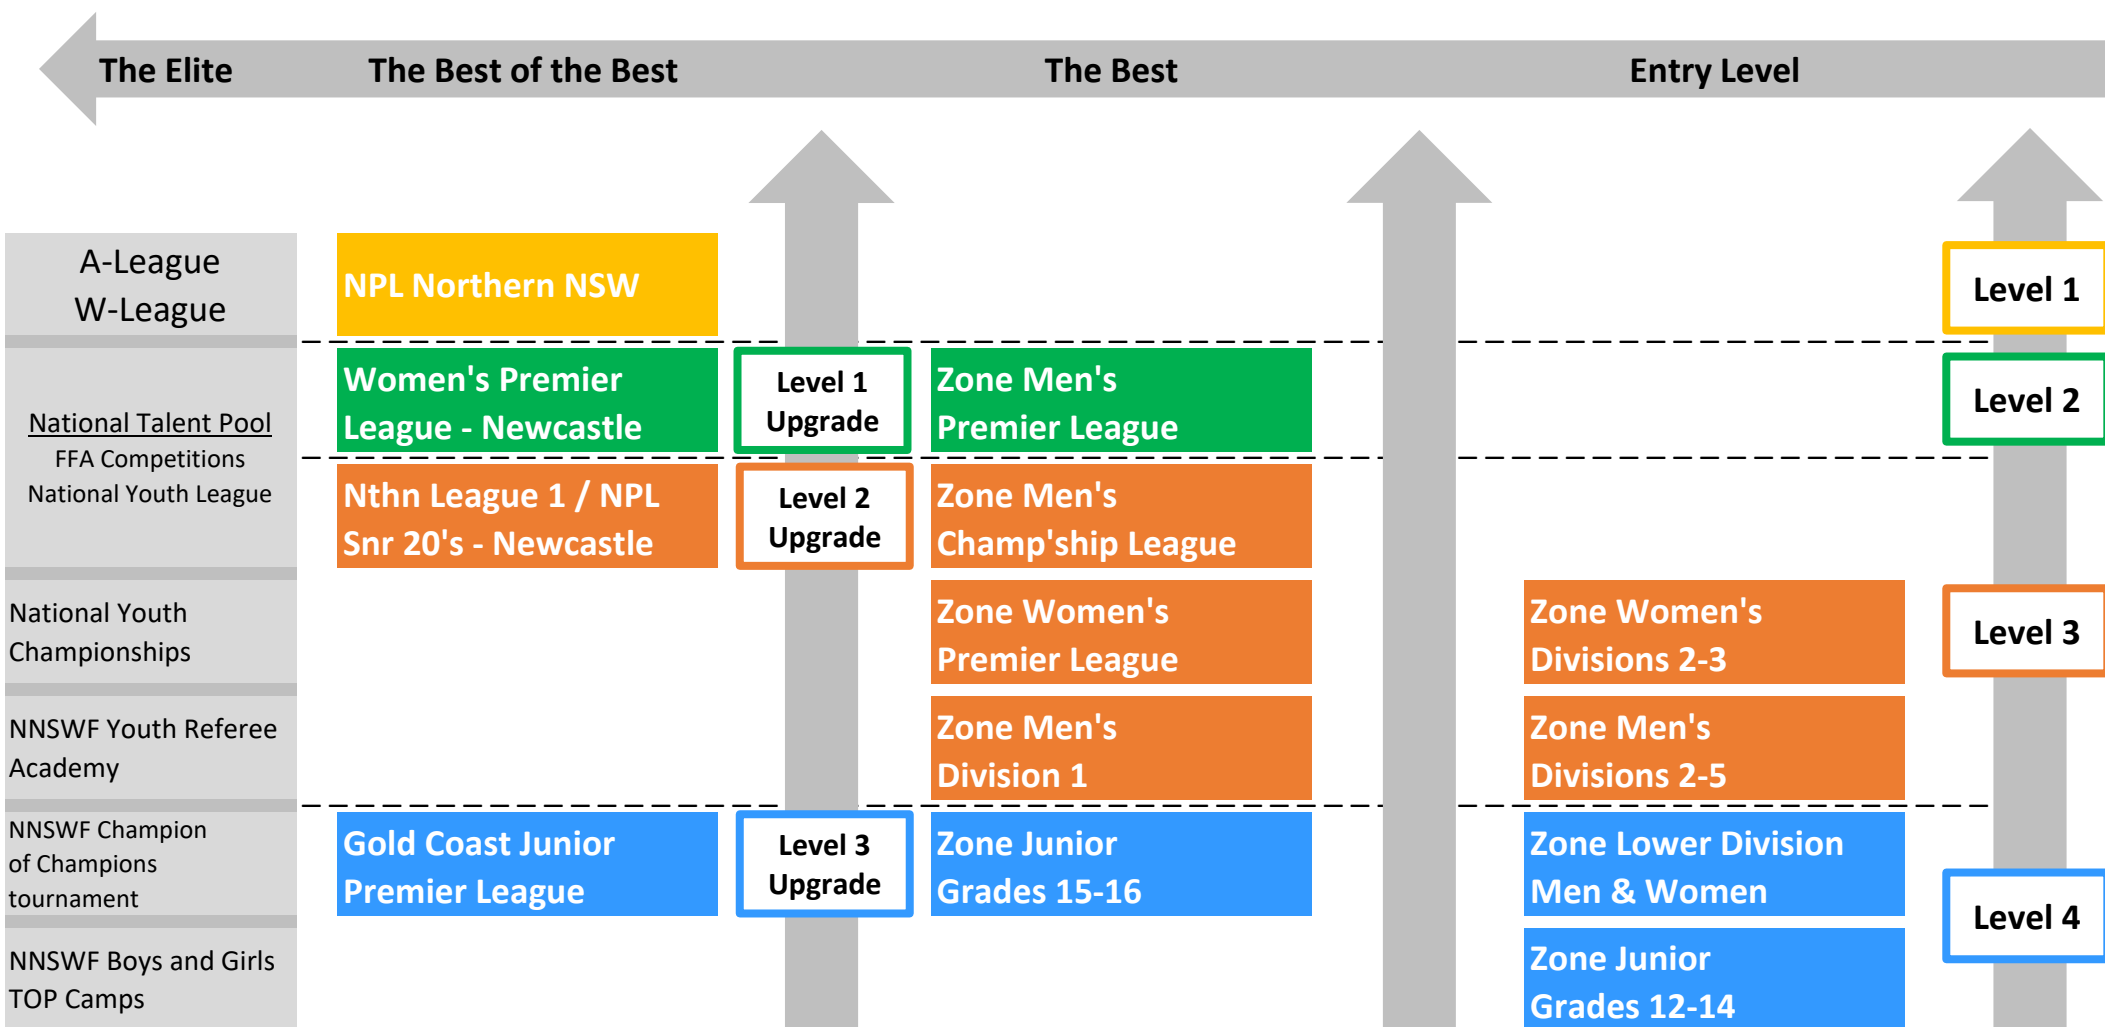 The Elite
The Best of the Best
The Best
Entry Level
A-League
W-League
NPL Northern NSW
Level 1
National Talent Pool
FFA Competitions
National Youth League
Women's Premier
League - Newcastle
Level 1
Upgrade
Zone Men's
Premier League
Level 2
Nthn League 1 / NPL
Snr 20's - Newcastle
Level 2
Upgrade
Zone Men's
Champ'ship League
National Youth
Championships
Zone Women's
Premier League
Zone Women's
Divisions 2-3
Level 3
NNSWF Youth Referee
Academy
Zone Men's
Division 1
Zone Men's
Divisions 2-5
NNSWF Champion
of Champions
tournament
Gold Coast Junior
Premier League
Level 3
Upgrade
Zone Junior
Grades 15-16
Zone Lower Division
Men & Women
Level 4
NNSWF Boys and Girls
TOP Camps
Zone Junior
Grades 12-14